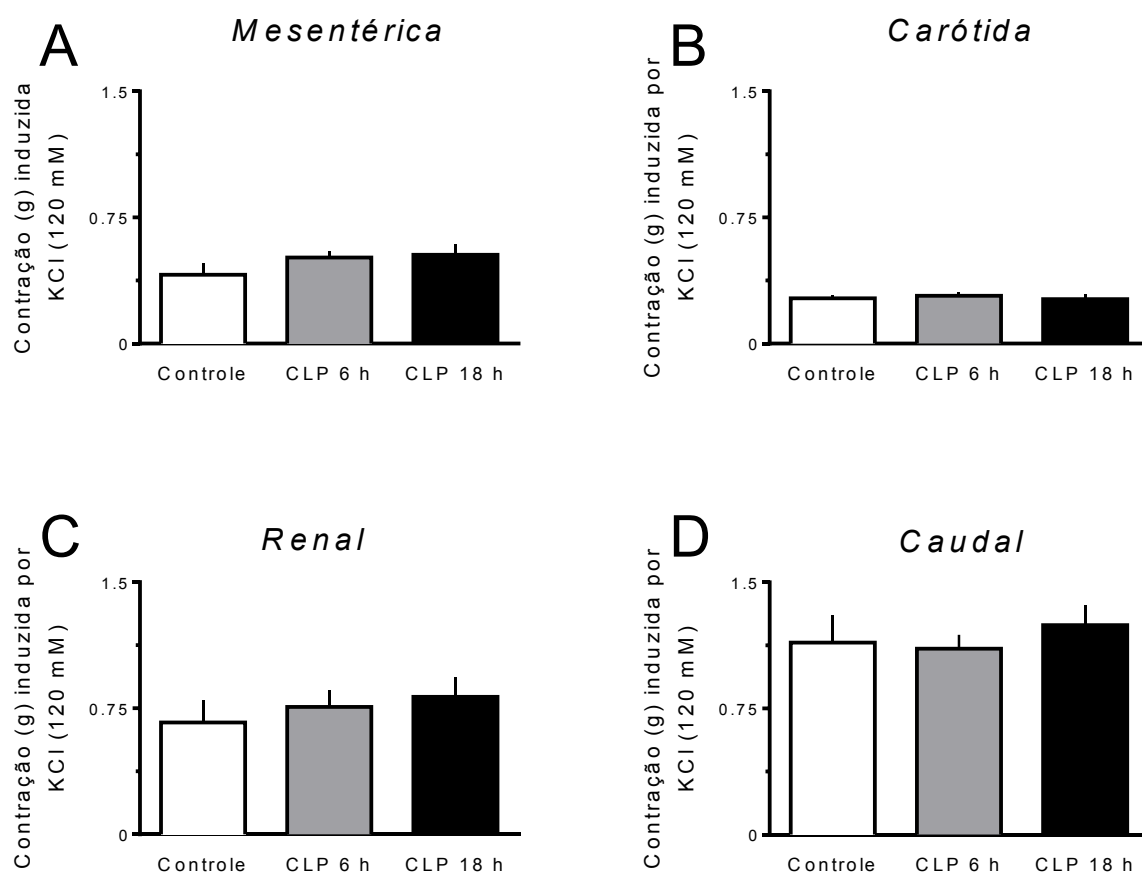 A
Mesentérica
Contração (g) induzida
KCl (120 mM)
1.5
0.75
0
Controle CLP 6 h CLP 18 h
B
Carótida
Contração (g) induzida por
KCl (120 mM)
1.5
0.75
0
Controle CLP 6 h CLP 18 h
C
Renal
Contração (g) induzida por
KCl (120 mM)
1.5
0.75
0
Controle CLP 6 h CLP 18 h
D
Caudal
Contração (g) induzida por
KCl (120 mM)
1.5
0.75
0
Controle CLP 6 h CLP 18 h